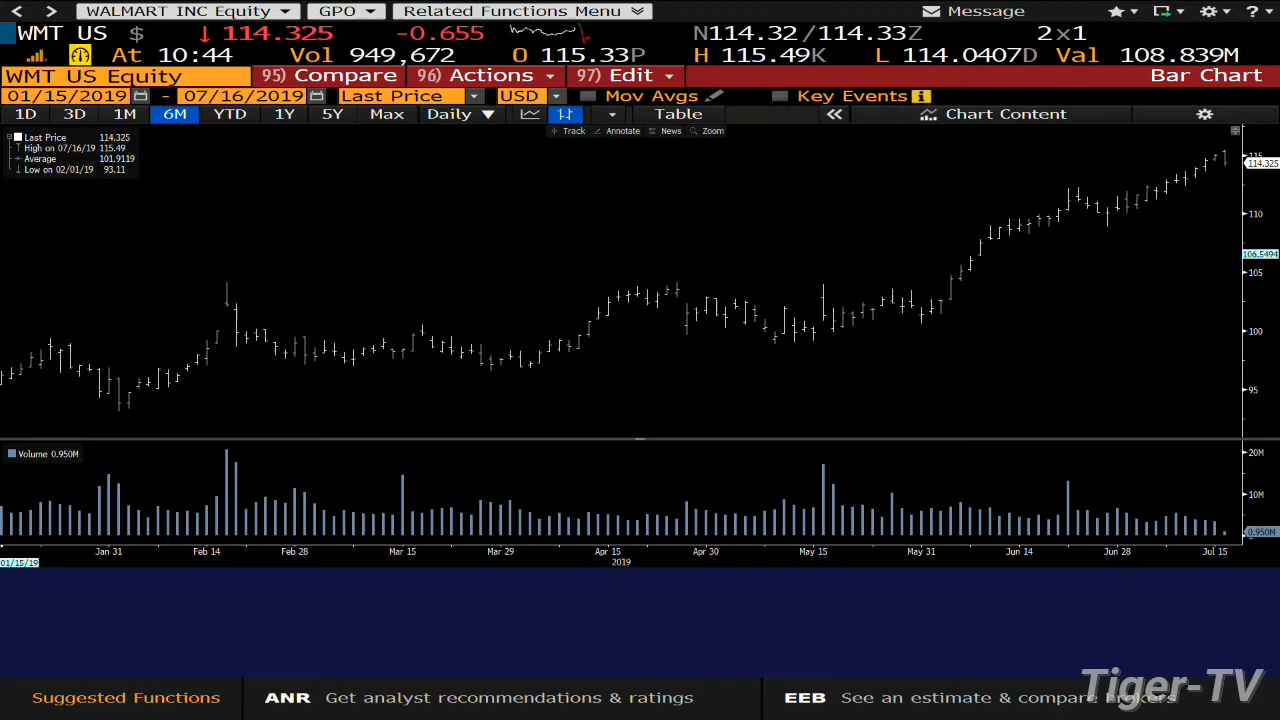 WALMART INC Equity GPO Related Functions Menu Message ?
WMT US $ ↓ 114.325 -0.655 N114.32/114.33Z 2x1
At 10:44 Vol 949,672 O 115.33P H 115.49K L 114.0407D Val 108.839M
WMT US Equity 95) Compare 96) Actions 97) Edit Bar Chart
01/15/2019 - 07/16/2019 Last Price USD Mov Avgs Key Events i
1D 3D 1M 6M YTD 1Y 5Y Max Daily ▼ Table « Chart Content
Track Annotate News Zoom
Last Price 114.325
High on 07/16/19 115.49
Average 101.9119
Low on 02/01/19 93.11
115
114.325
110
106.5494
105
100
95
Volume 0.950M
20M
10M
0.950M
0
Jan 31 Feb 14 Feb 28 Mar 15 Mar 29 Apr 15 Apr 30 May 15 May 31 Jun 14 Jun 28 Jul 15
01/15/19 2019
Suggested Functions ANR Get analyst recommendations & ratings EEB See an estimate & compare brokers
Tiger-TV